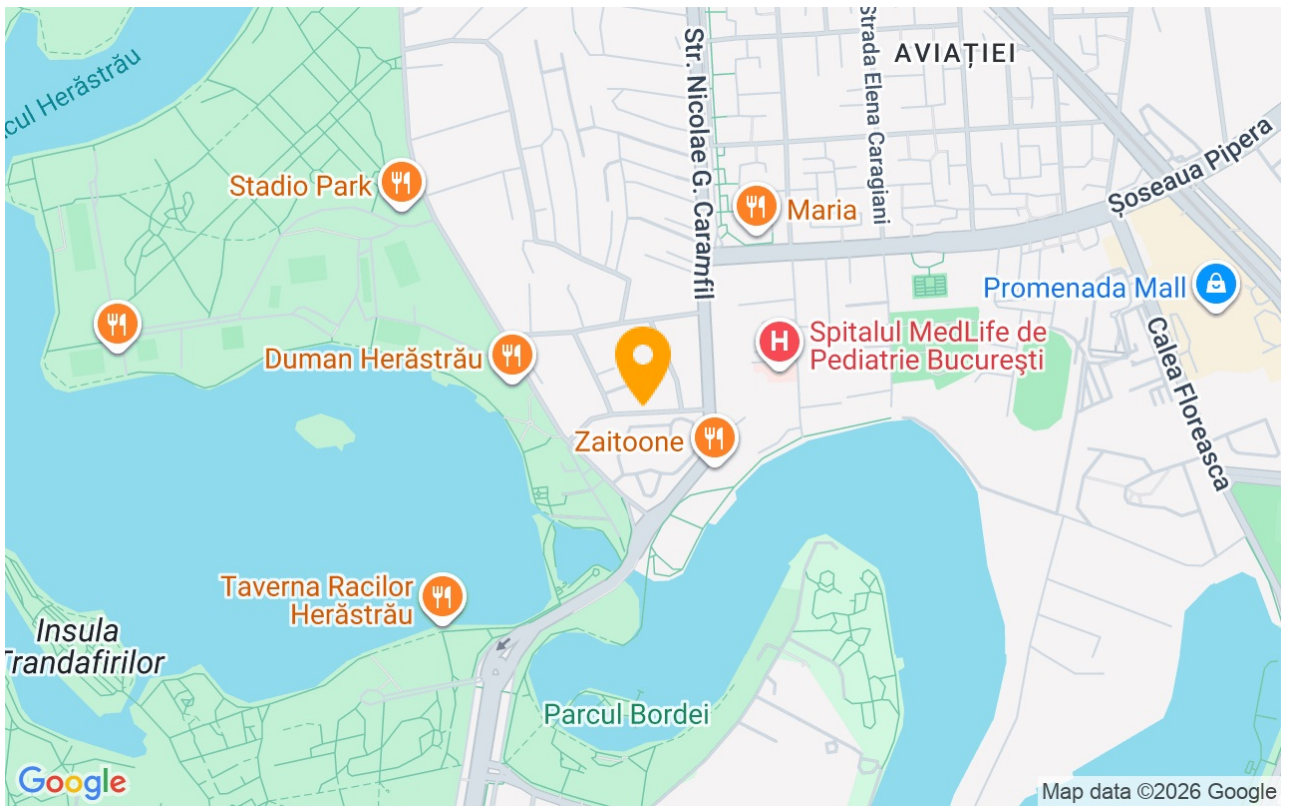 cul Herăstrău
Str. Nicolae G. Caramfil
Strada Elena Caragiani
AVIAȚIEI
Șoseaua Pipera
Stadio Park
Maria
Promenada Mall
Spitalul MedLife de
Pediatrie București
Duman Herăstrău
Calea Floreasca
Zaitoone
Taverna Racilor
Herăstrău
Insula
Trandafirilor
Parcul Bordei
Google
Map data ©2026 Google